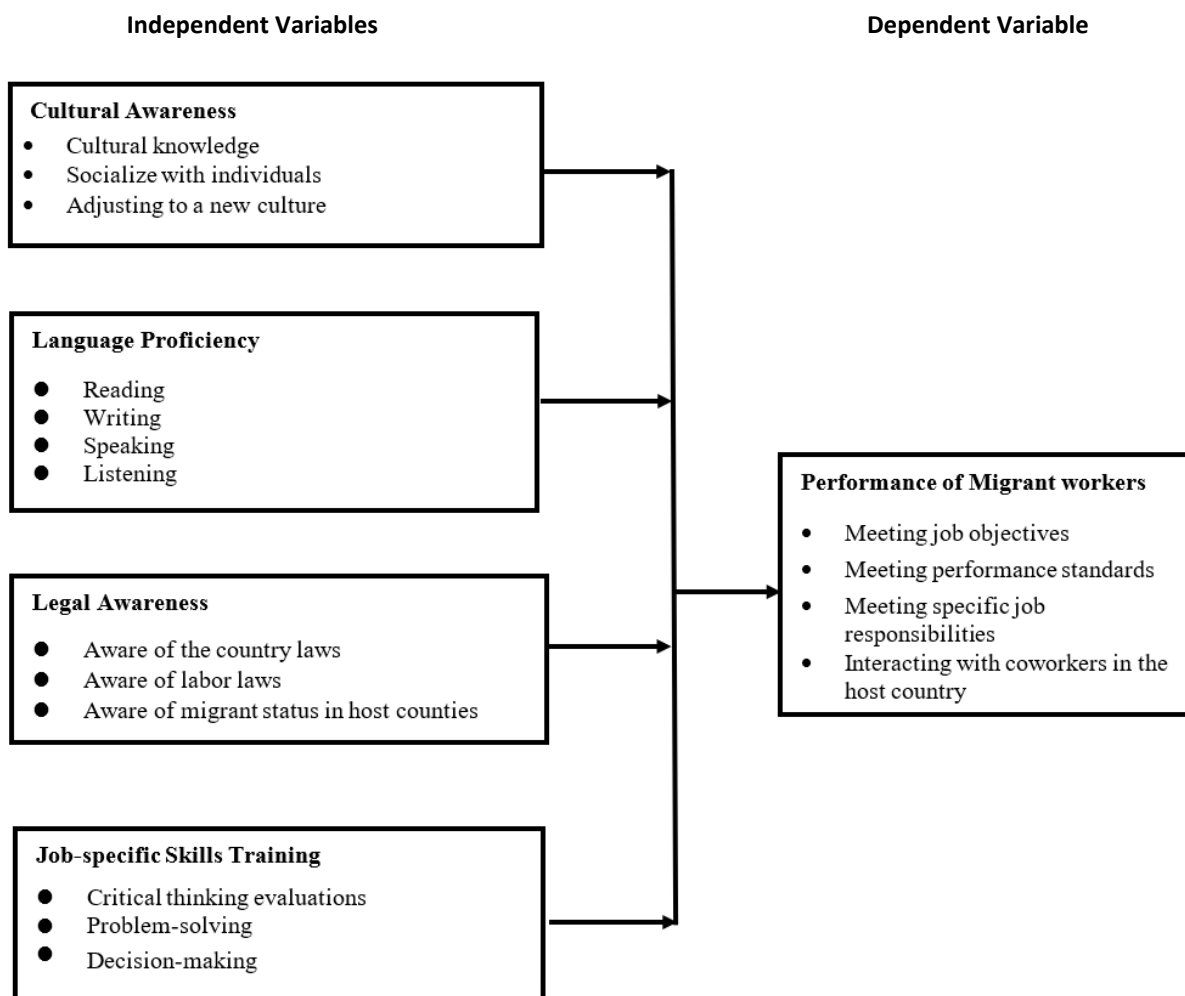 Independent Variables
Dependent Variable
Cultural Awareness
• Cultural knowledge
• Socialize with individuals
• Adjusting to a new culture
Language Proficiency
● Reading
● Writing
● Speaking
● Listening
Legal Awareness
● Aware of the country laws
● Aware of labor laws
● Aware of migrant status in host counties
Job-specific Skills Training
● Critical thinking evaluations
● Problem-solving
● Decision-making
Performance of Migrant workers
• Meeting job objectives
• Meeting performance standards
• Meeting specific job
responsibilities
• Interacting with coworkers in the
host country